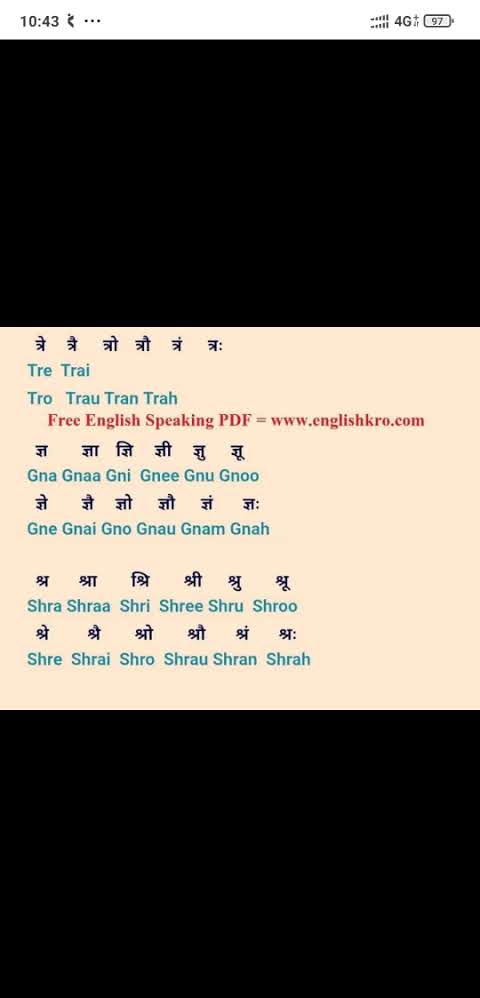 10:43 ...
4G 97
त्रे त्रै त्रो त्रौ त्रं त्रः
Tre Trai
Tro Trau Tran Trah
Free English Speaking PDF = www.englishkro.com
ज्ञ ज्ञा ज्ञि ज्ञी ज्ञु ज्ञू
Gna Gnaa Gni Gnee Gnu Gnoo
ज्ञे ज्ञै ज्ञो ज्ञौ ज्ञं ज्ञः
Gne Gnai Gno Gnau Gnam Gnah
श्र श्रा श्रि श्री श्रु श्रू
Shra Shraa Shri Shree Shru Shroo
श्रे श्रै श्रो श्रौ श्रं श्रः
Shre Shrai Shro Shrau Shran Shrah